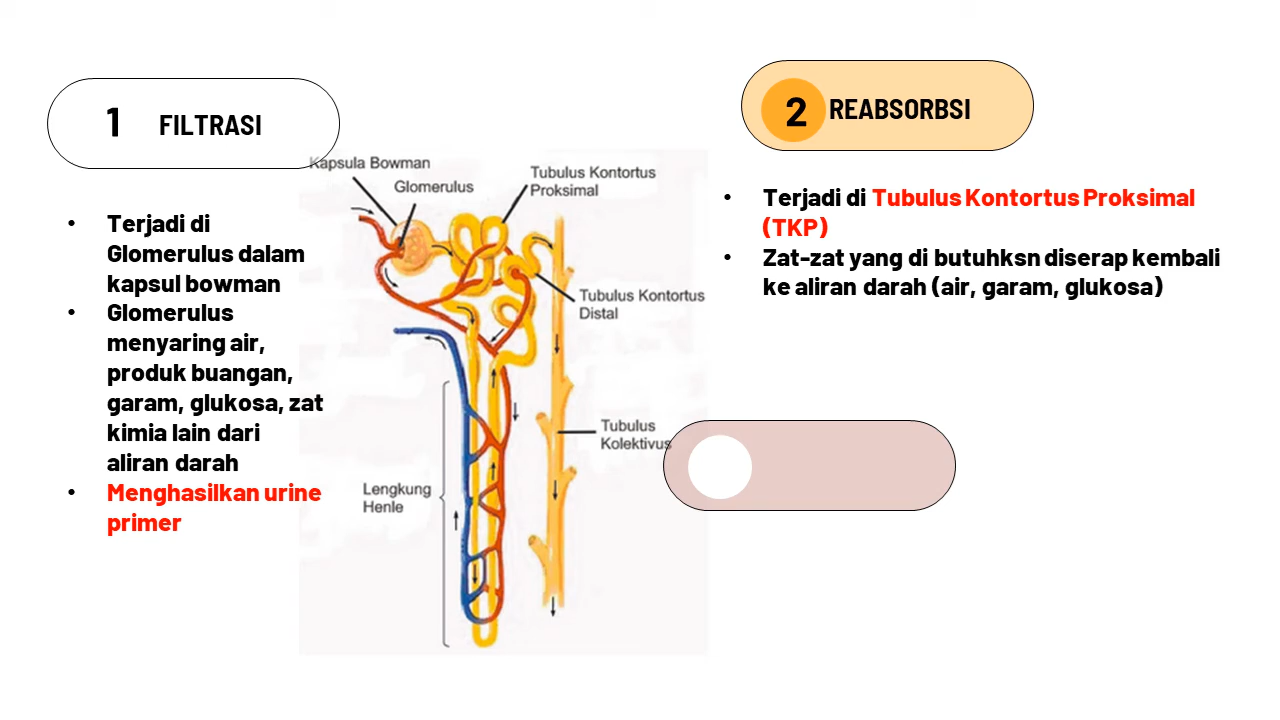 1 FILTRASI
Terjadi di
Glomerulus dalam
kapsul bowman
Glomerulus
menyaring air,
produk buangan,
garam, glukosa, zat
kimia lain dari
aliran darah
Menghasilkan urine
primer
Kapsula Bowman
Glomerulus
Tubulus Kontortus
Proksimal
Tubulus Kontortus
Distal
Tubulus
Kolektivus
Lengkung
Henle
2 REABSORBSI
Terjadi di Tubulus Kontortus Proksimal
(TKP)
Zat-zat yang di butuhksn diserap kembali
ke aliran darah (air, garam, glukosa)